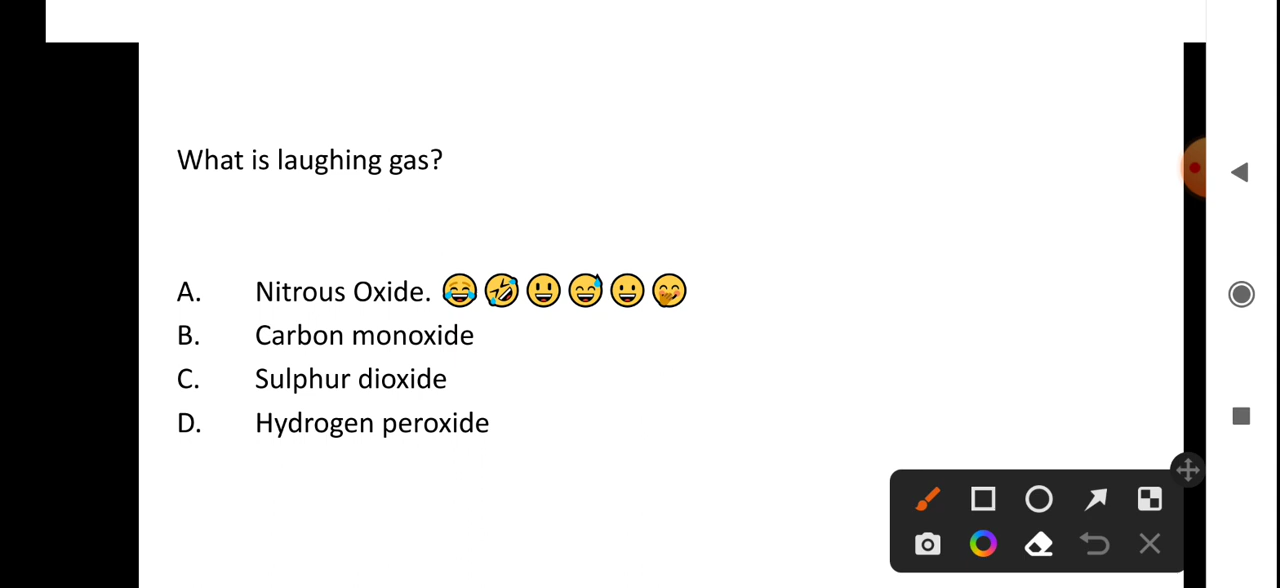 What is laughing gas?
A. Nitrous Oxide. 😂🤣😃😅😀🤭
B. Carbon monoxide
C. Sulphur dioxide
D. Hydrogen peroxide